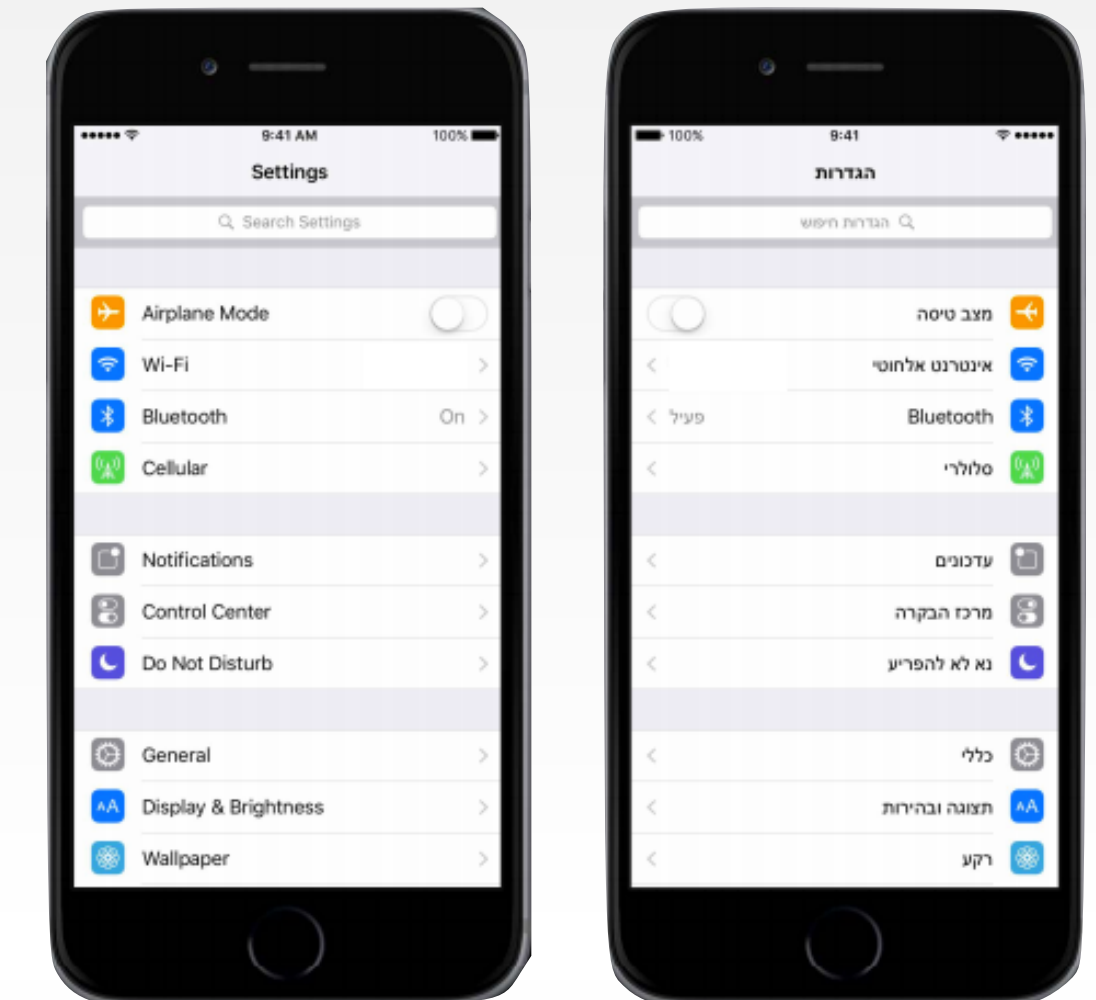 9:41 AM 100%
Settings
Search Settings
Airplane Mode
Wi-Fi
Bluetooth On
Cellular
Notifications
Control Center
Do Not Disturb
General
AA Display & Brightness
Wallpaper
9:41 100%
הגדרות
הגדרות חיפוש
מצב טיסה
אינטרנט אלחוטי
Bluetooth פעיל
סלולרי
עדכונים
מרכז הבקרה
נא לא להפריע
כללי
AA תצוגה ובהירות
רקע